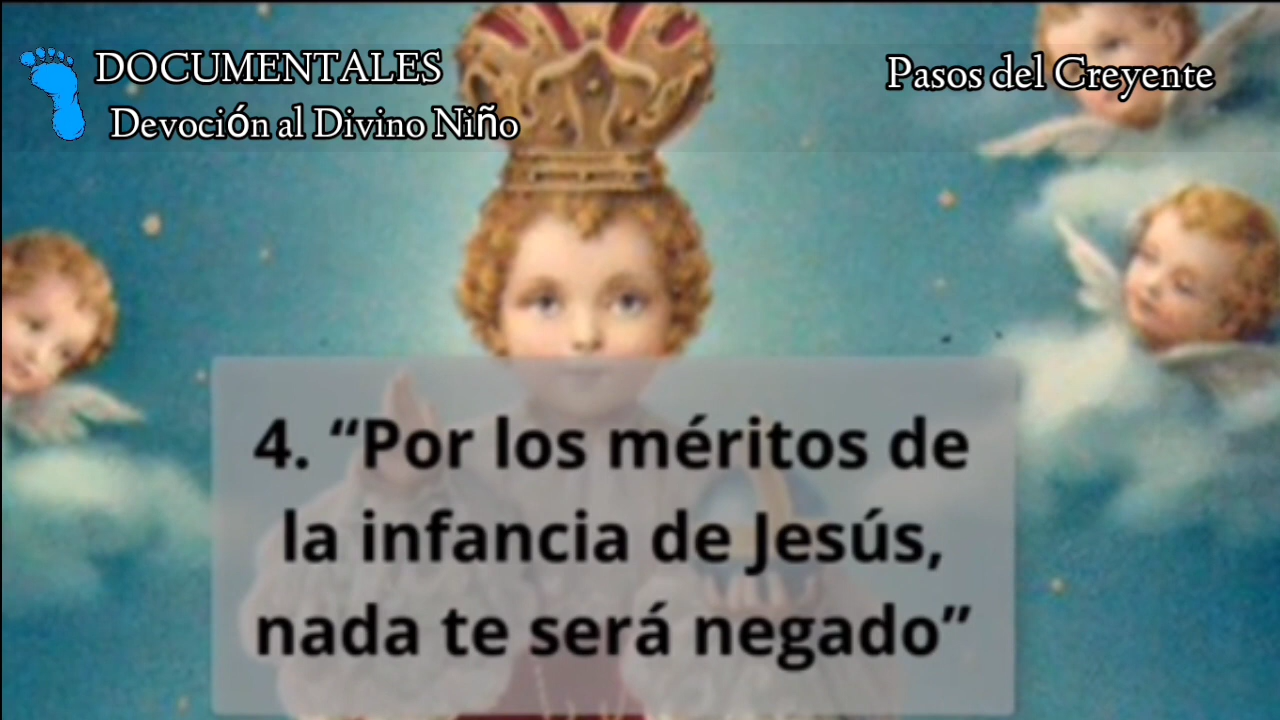 DOCUMENTALES
Devoción al Divino Niño
Pasos del Creyente
4. “Por los méritos de
la infancia de Jesús,
nada te será negado”